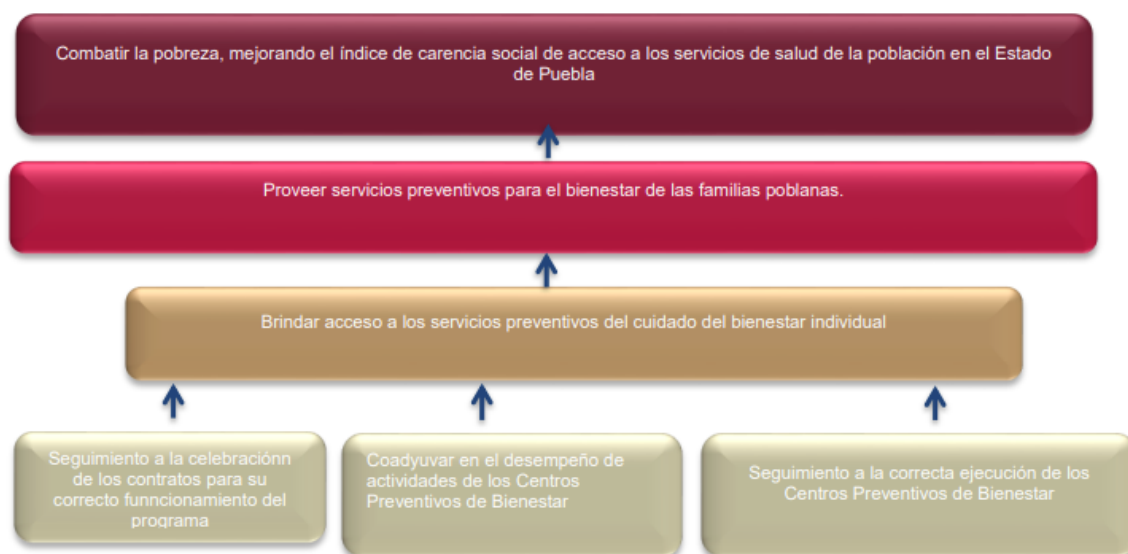 Combatir la pobreza, mejorando el índice de carencia social de acceso a los servicios de salud de la población en el Estado
de Puebla
Proveer servicios preventivos para el bienestar de las familias poblanas.
Brindar acceso a los servicios preventivos del cuidado del bienestar individual
Seguimiento a la celebraciónn
de los contratos para su
correcto funncionamiento del
programa
Coadyuvar en el desempeño de
actividades de los Centros
Preventivos de Bienestar
Seguimiento a la correcta ejecución de los
Centros Preventivos de Bienestar